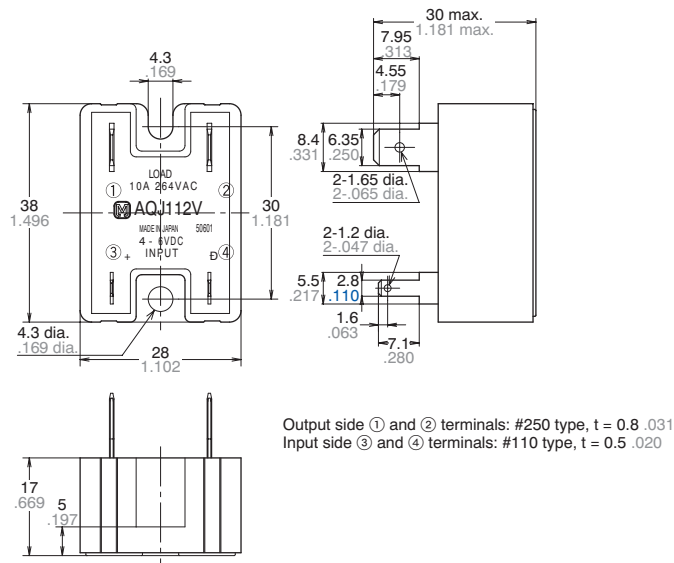 30 max.
1.181 max.
7.95
.313
4.3
.169
4.55
.179
8.4
.331
6.35
.250
LOAD
10A 264VAC
① ②
2-1.65 dia.
2-.065 dia.
38
1.496
30
1.181
M AQJ112V
MADE IN JAPAN 50601
4 - 6VDC
INPUT
③ + Ð ④
2-1.2 dia.
2-.047 dia.
5.5
.217
2.8
.110
1.6
.063
7.1
.280
4.3 dia.
.169 dia.
28
1.102
Output side ① and ② terminals: #250 type, t = 0.8 .031
Input side ③ and ④ terminals: #110 type, t = 0.5 .020
17
.669
5
.197